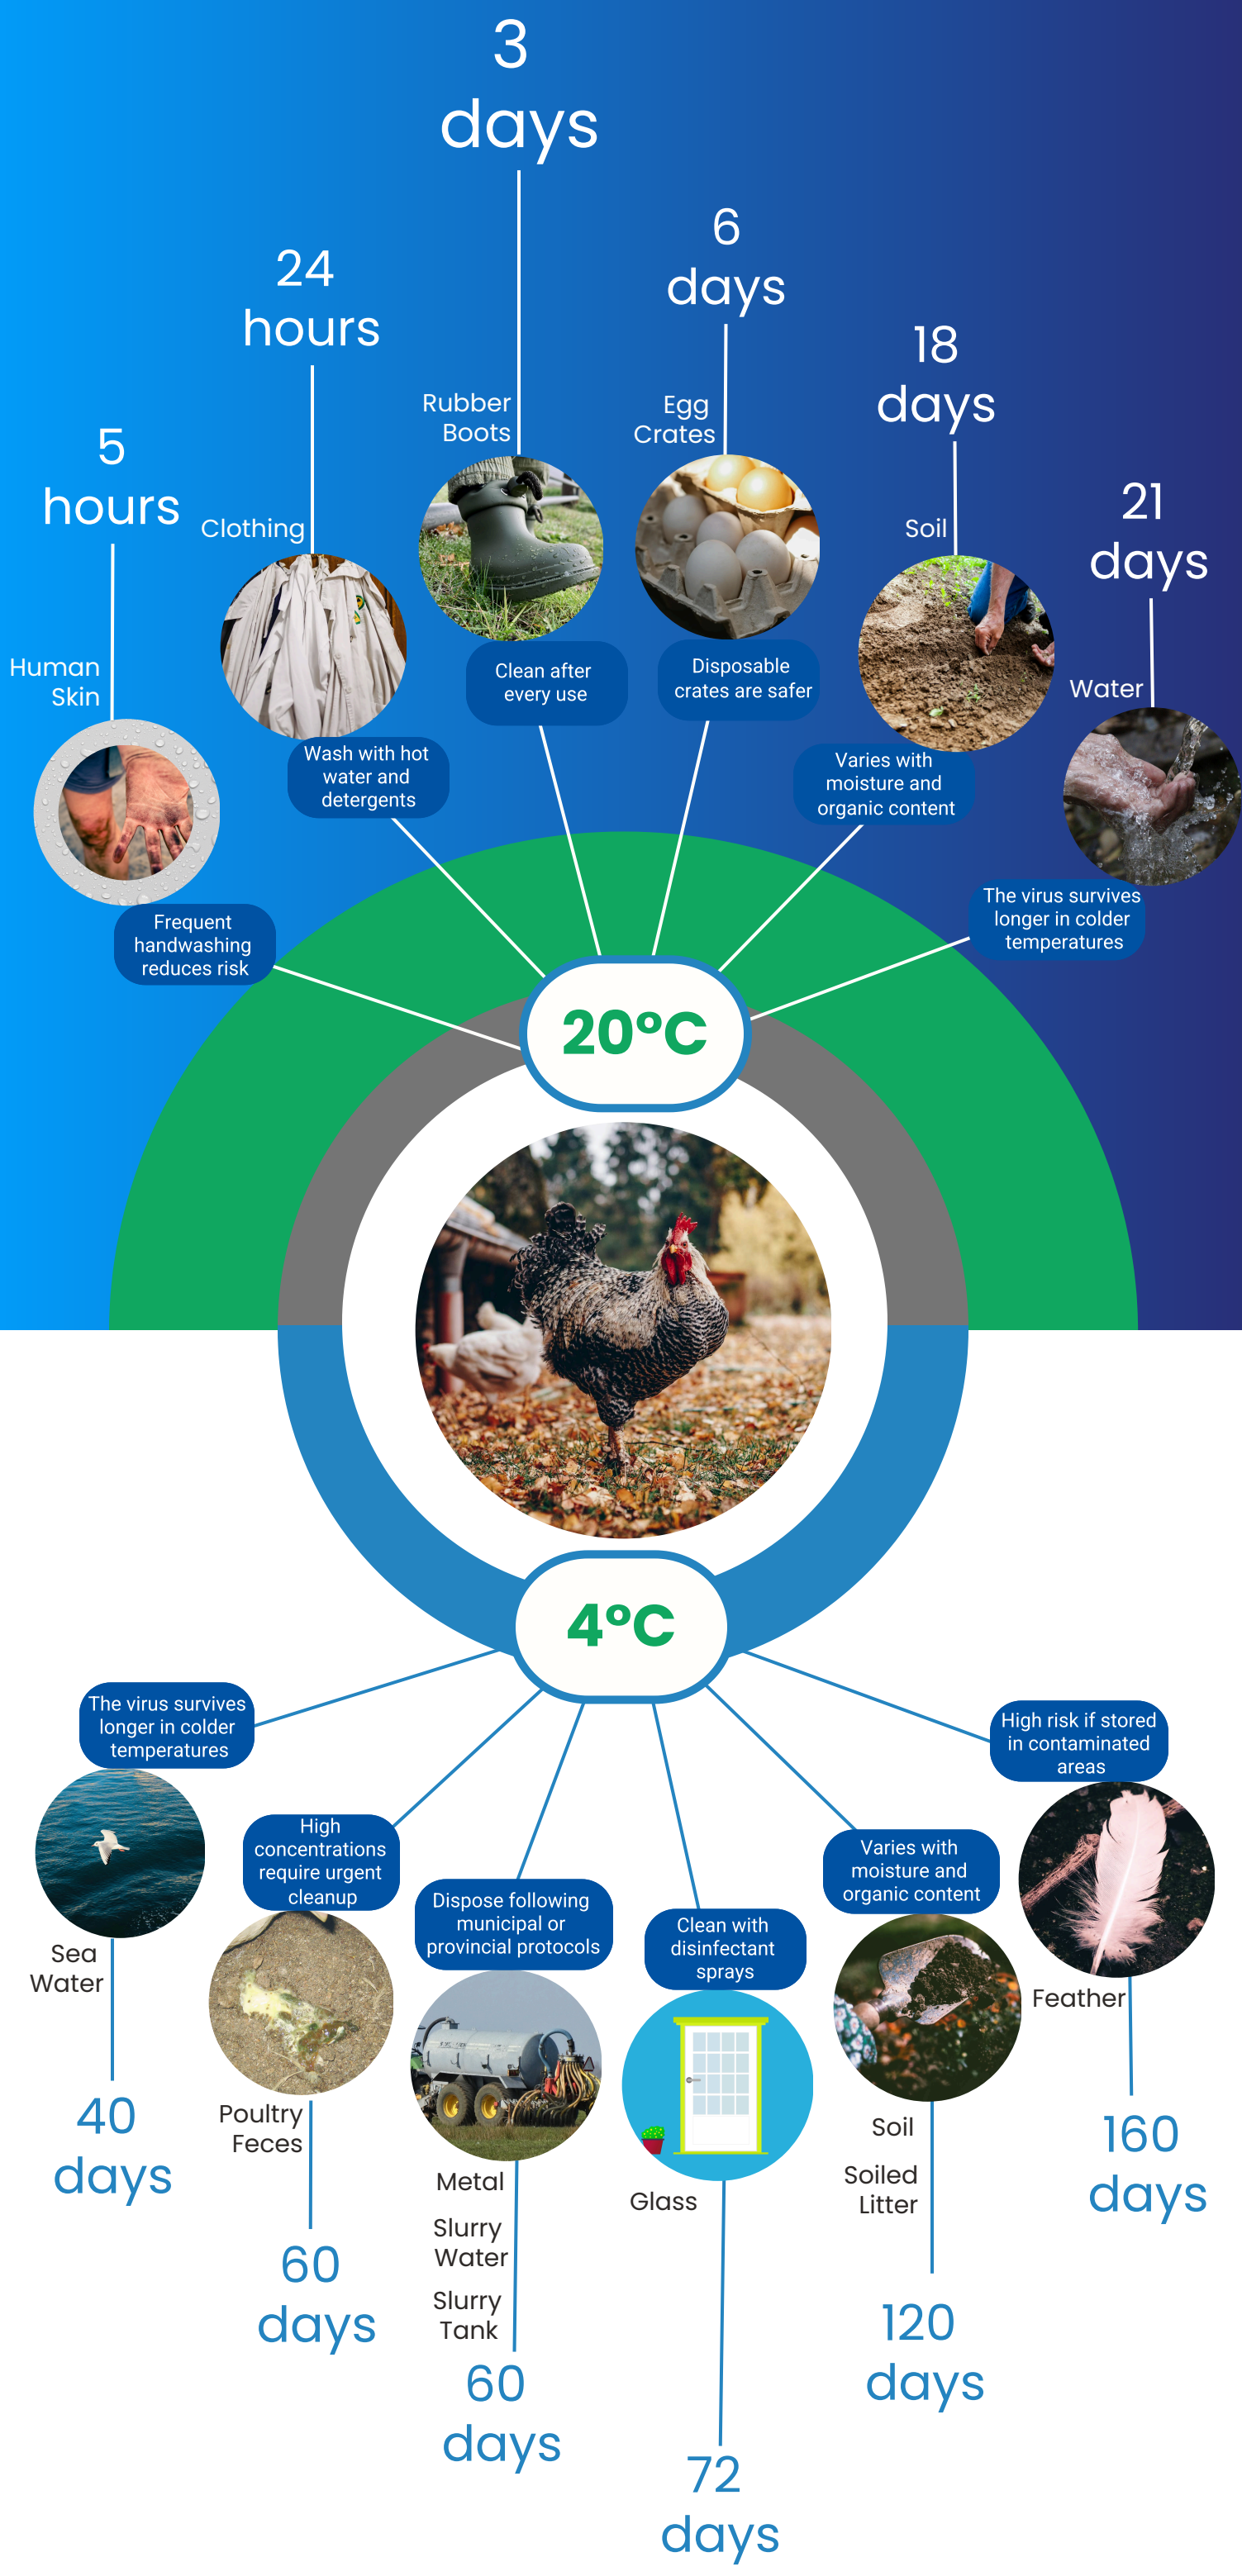 3
days
6
days
24
hours
18
days
Rubber
Boots
Egg
Crates
5
hours
21
days
Clothing
Soil
Human
Skin
Water
Clean after
every use
Disposable
crates are safer
Wash with hot
water and
detergents
Varies with
moisture and
organic content
Frequent
handwashing
reduces risk
The virus survives
longer in colder
temperatures
20°C
4°C
The virus survives
longer in colder
temperatures
High risk if stored
in contaminated
areas
High
concentrations
require urgent
cleanup
Varies with
moisture and
organic content
Dispose following
municipal or
provincial protocols
Clean with
disinfectant
sprays
Sea
Water
Feather
40
days
Poultry
Feces
160
days
Soil
Soiled
Litter
Metal
Slurry
Water
Slurry
Tank
Glass
60
days
120
days
60
days
72
days